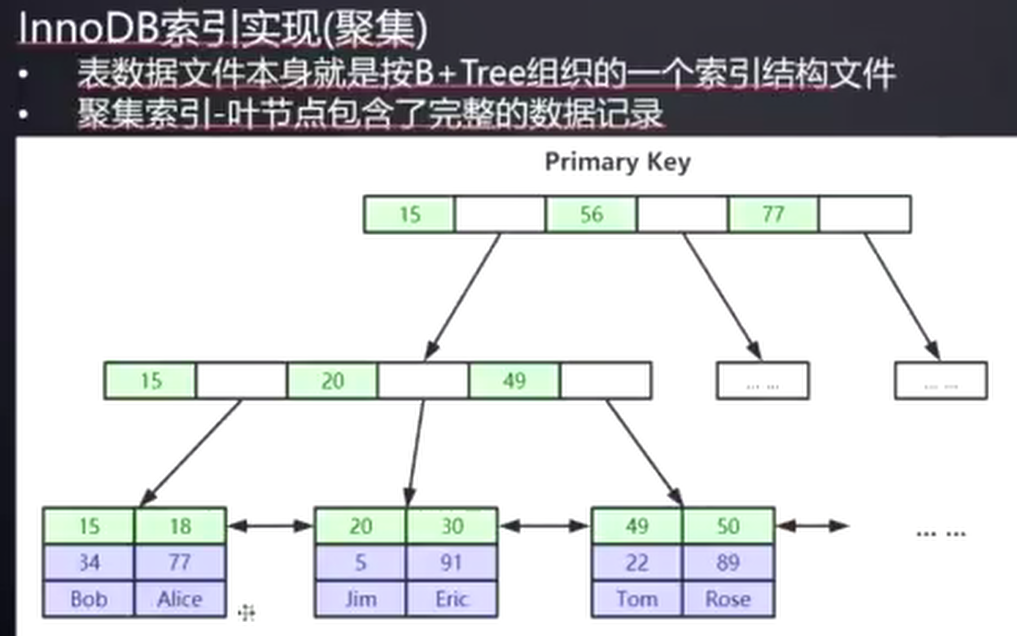 InnoDB索引实现(聚集)
• 表数据文件本身就是按B+Tree组织的一个索引结构文件
• 聚集索引-叶节点包含了完整的数据记录
Primary Key
15 56 77
15 20 49 ... ... ... ...
15 18 20 30 49 50 ... ...
34 77 5 91 22 89
Bob Alice Jim Eric Tom Rose